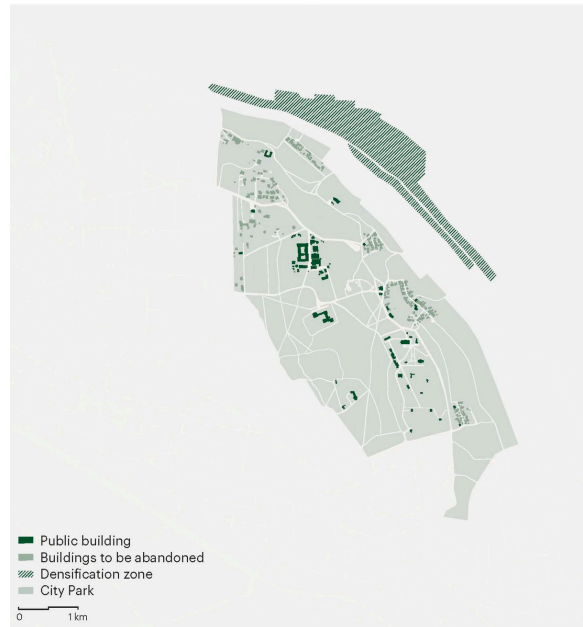 Public building
Buildings to be abandoned
Densification zone
City Park
0 1 km